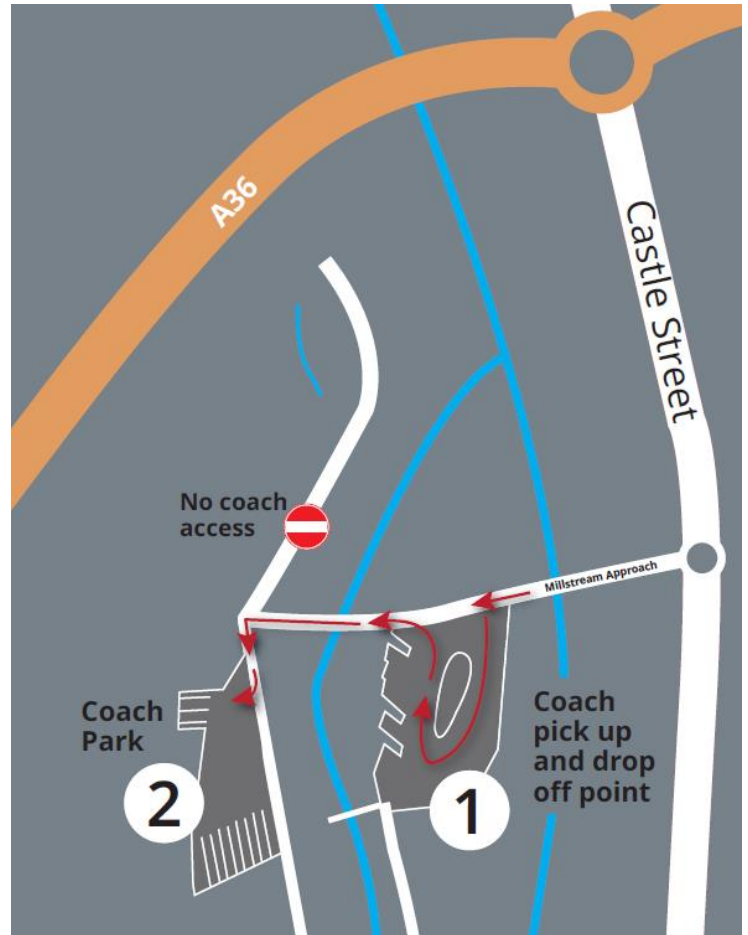 A36
Castle Street
No coach
access
Millstream Approach
Coach
Park
2
1
Coach
pick up
and drop
off point